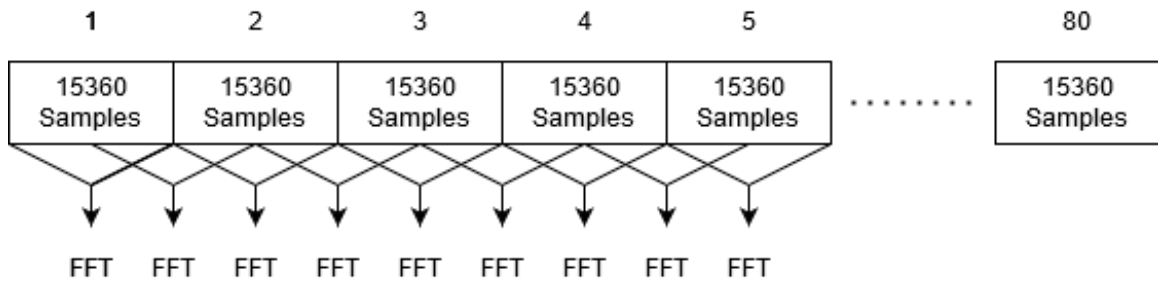 1 2 3 4 5 80
15360 15360 15360 15360 15360 15360
Samples Samples Samples Samples Samples Samples
FFT FFT FFT FFT FFT FFT FFT FFT FFT